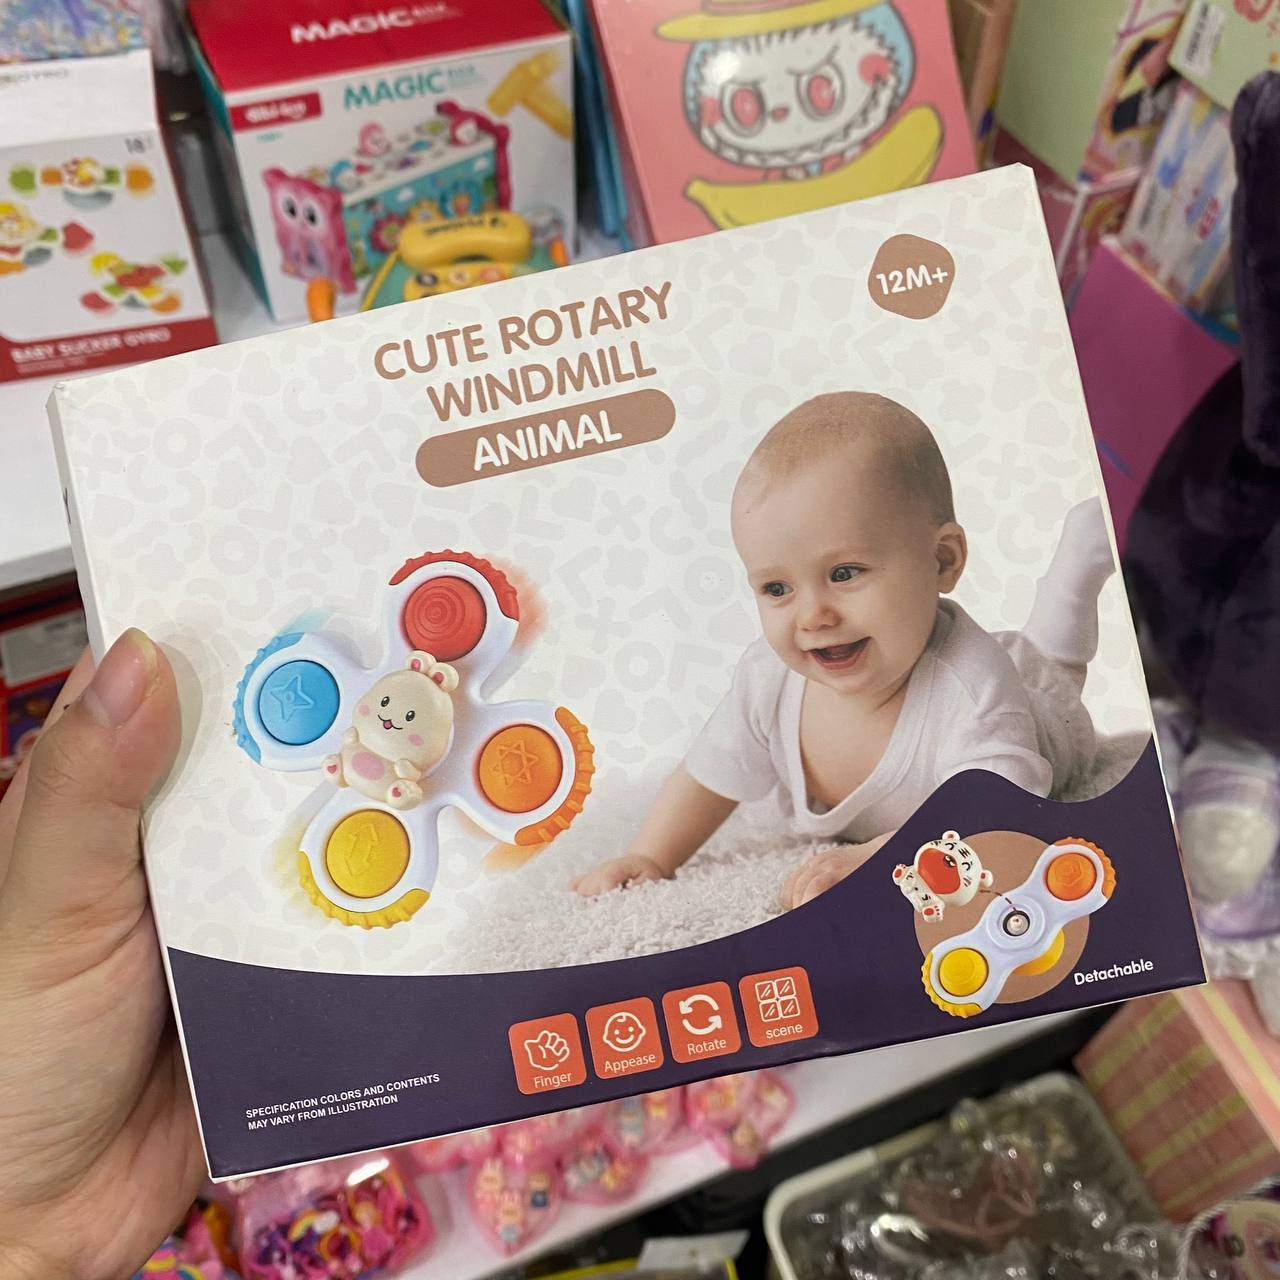 MAGIC
MAGIC
18
BABY SUCKER GYRO
12M+
CUTE ROTARY
WINDMILL
ANIMAL
Detachable
Finger
Appease
Rotate
scene
SPECIFICATION COLORS AND CONTENTS
MAY VARY FROM ILLUSTRATION